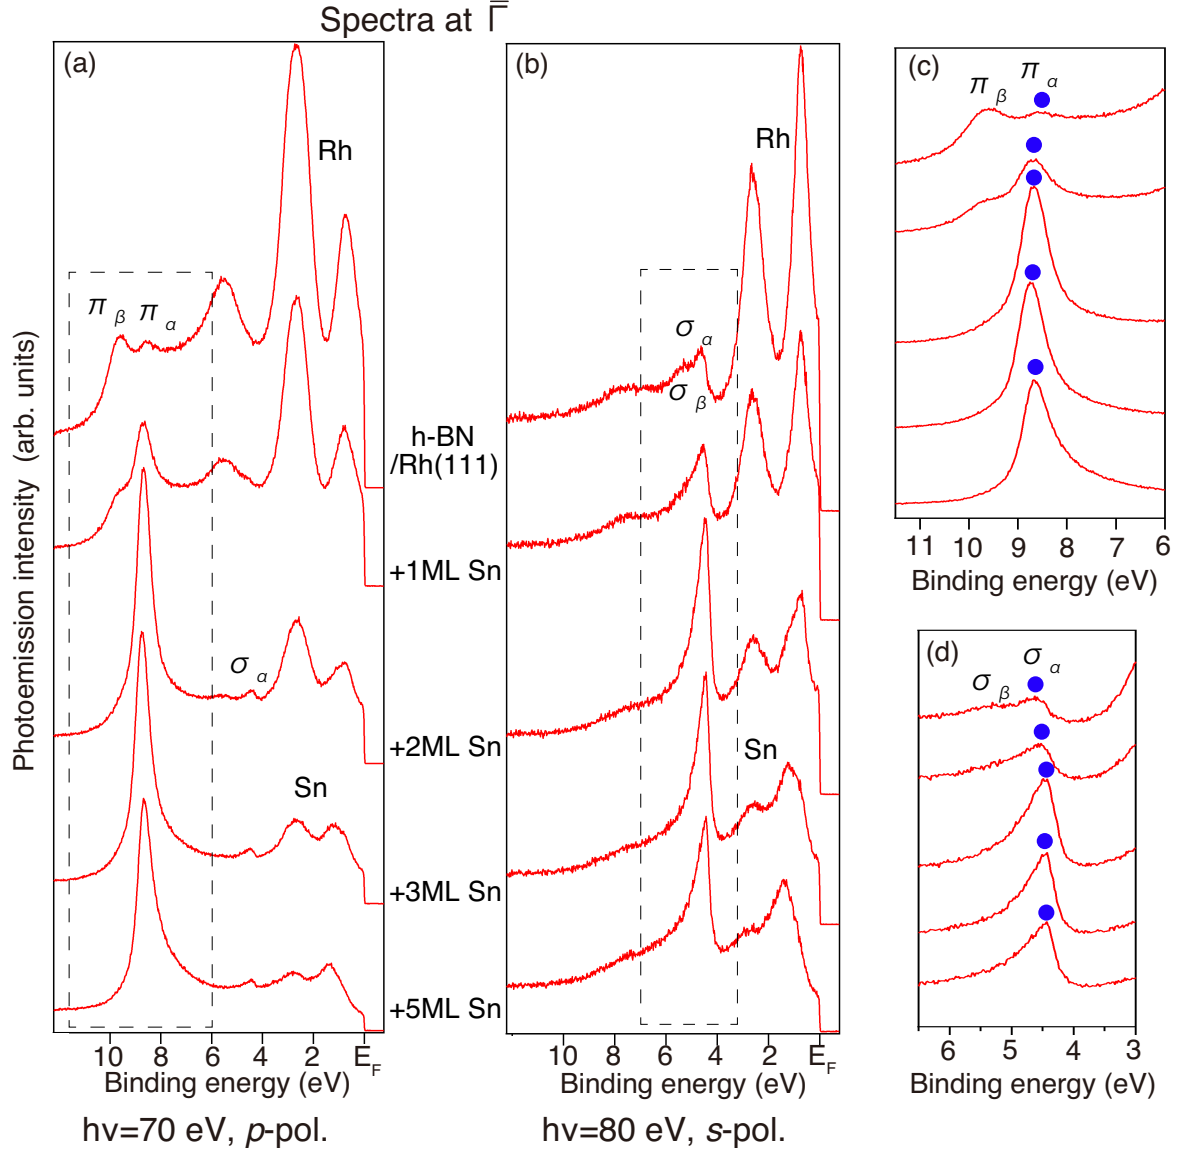 Spectra at Γ̅
(a)
Rh
π β π α
σ α
Sn
Photoemission intensity (arb. units)
10 8 6 4 2 E F
Binding energy (eV)
hν=70 eV, p-pol.
h-BN
/Rh(111)
+1ML Sn
+2ML Sn
+3ML Sn
+5ML Sn
(b)
Rh
σ α
σ β
Sn
10 8 6 4 2 E F
Binding energy (eV)
hν=80 eV, s-pol.
(c)
π β π α
11 10 9 8 7 6
Binding energy (eV)
(d)
σ β σ α
6 5 4 3
Binding energy (eV)